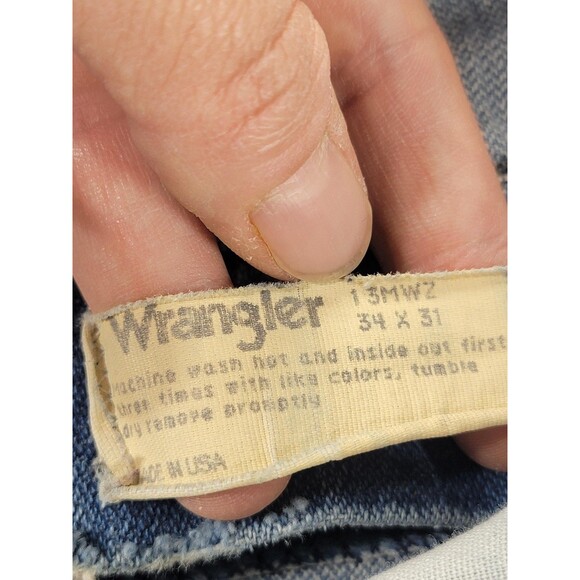 Wrangler
13MWZ
34 X 31
Machine wash hot and inside out first
three times with like colors, tumble
dry remove promptly
MADE IN USA